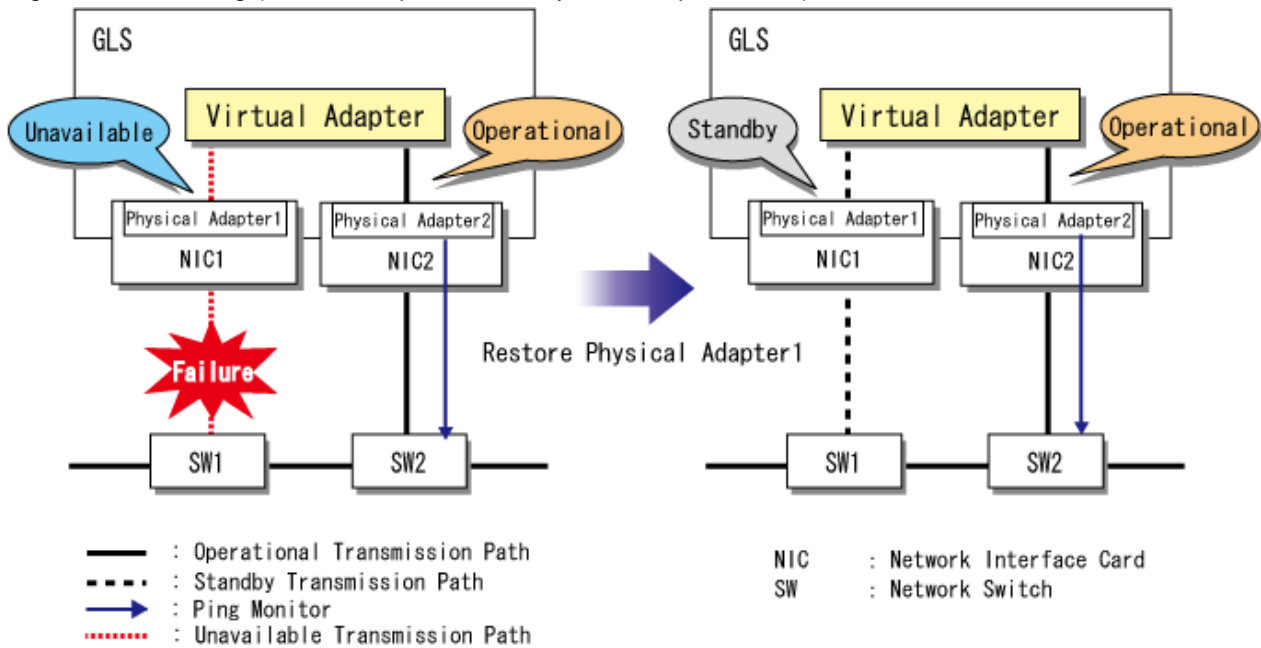 GLS
Virtual Adapter
Unavailable
Operational
Physical Adapter1
Physical Adapter2
NIC1
NIC2
Failure
SW1
SW2
Restore Physical Adapter1
GLS
Virtual Adapter
Standby
Operational
Physical Adapter1
Physical Adapter2
NIC1
NIC2
SW1
SW2
: Operational Transmission Path
: Standby Transmission Path
: Ping Monitor
: Unavailable Transmission Path
NIC : Network Interface Card
SW : Network Switch